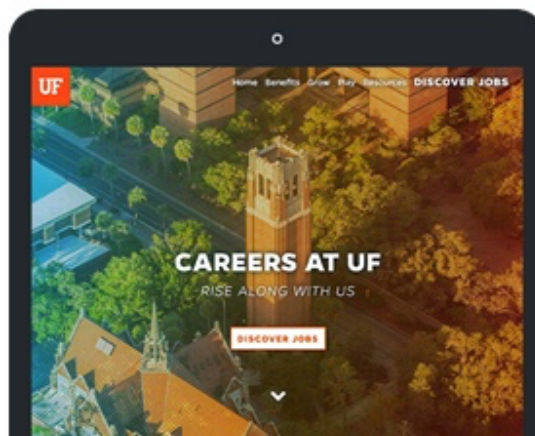 UF
Home Benefits Grow Play Resources DISCOVER JOBS
CAREERS AT UF
RISE ALONG WITH US
DISCOVER JOBS